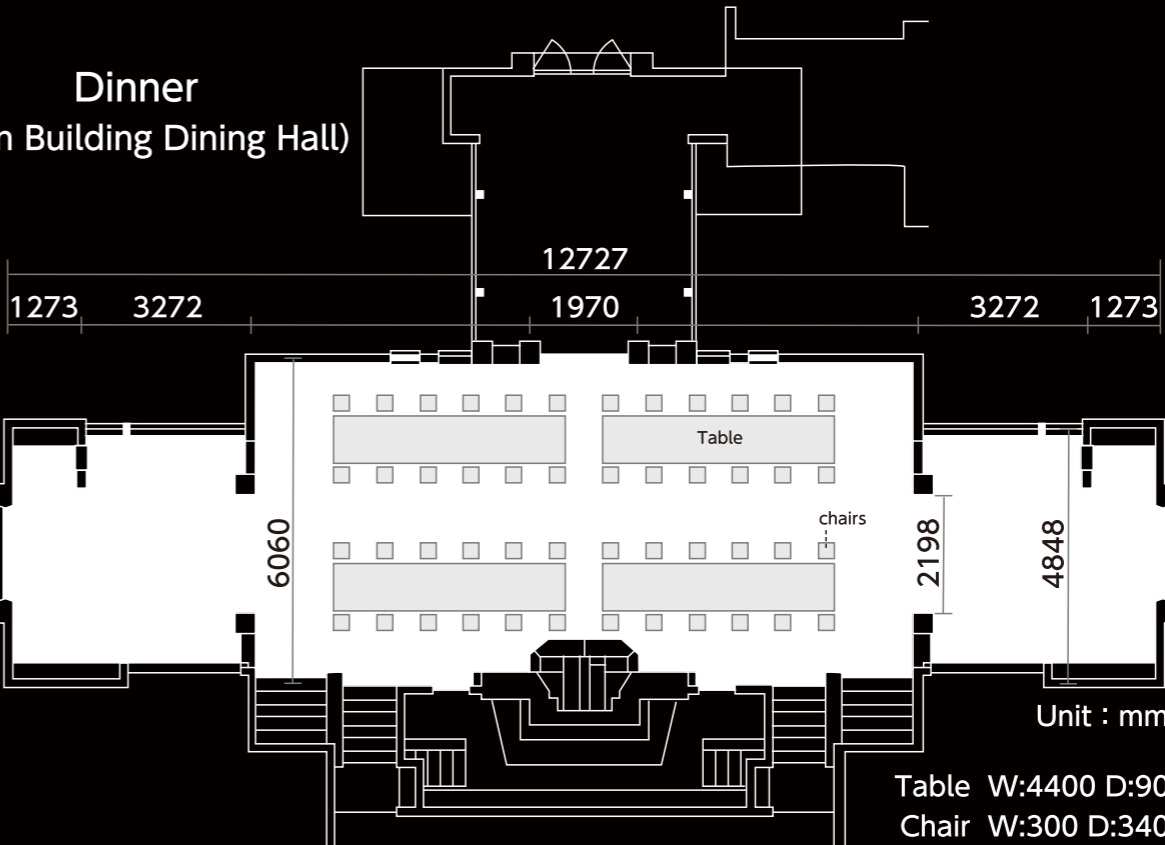 Dinner
n Building Dining Hall)
12727
1273 3272 1970 3272 1273
Table
chairs
6060
2198
4848
Unit : mm
Table W:4400 D:90
Chair W:300 D:340